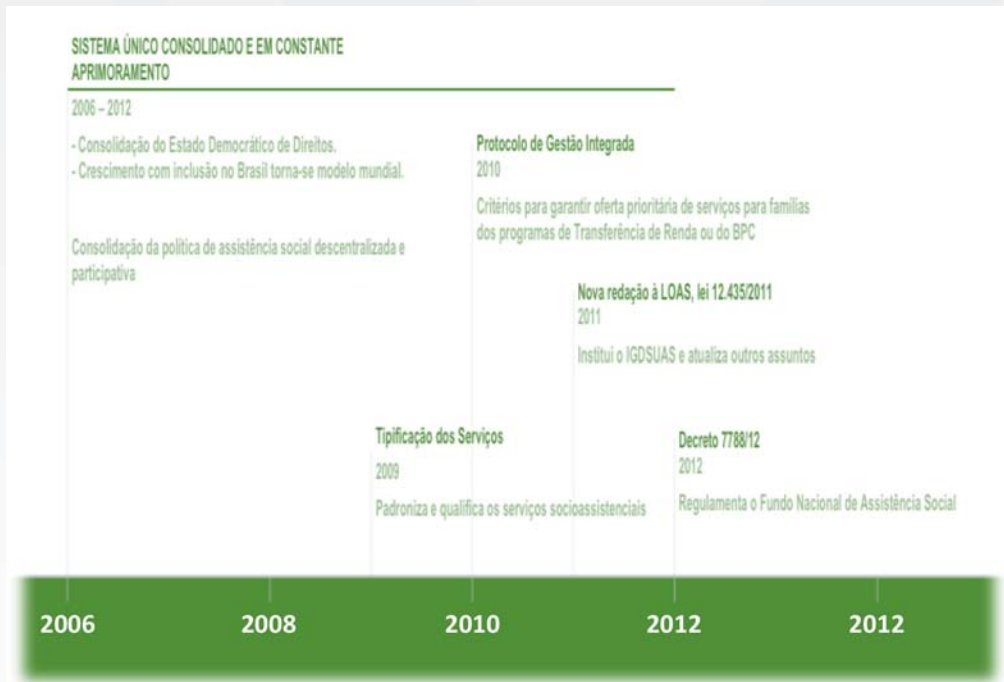 SISTEMA ÚNICO CONSOLIDADO E EM CONSTANTE
APRIMORAMENTO
2006 – 2012
- Consolidação do Estado Democrático de Direitos.
- Crescimento com inclusão no Brasil torna-se modelo mundial.
Consolidação da política de assistência social descentralizada e
participativa
Protocolo de Gestão Integrada
2010
Critérios para garantir oferta prioritária de serviços para famílias
dos programas de Transferência de Renda ou do BPC
Nova redação à LOAS, lei 12.435/2011
2011
Institui o IGDSUAS e atualiza outros assuntos
Tipificação dos Serviços
2009
Padroniza e qualifica os serviços socioassistenciais
Decreto 7788/12
2012
Regulamenta o Fundo Nacional de Assistência Social
2006 2008 2010 2012 2012